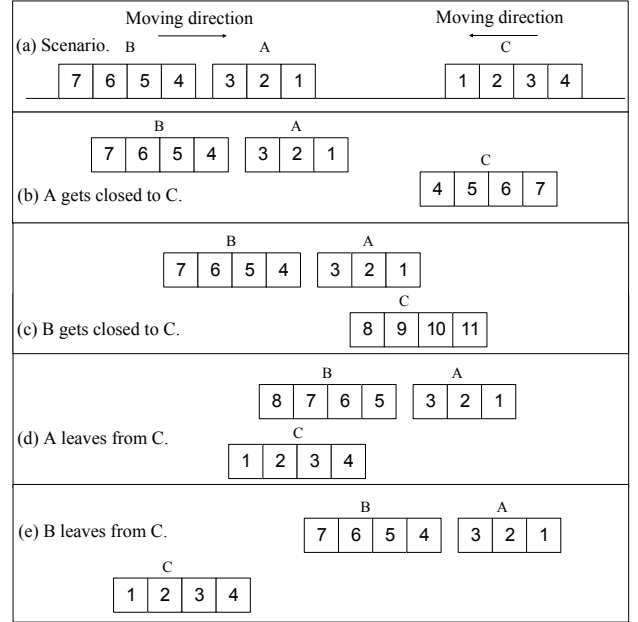 Moving direction Moving direction
(a) Scenario. B A C
7 6 5 4 3 2 1 1 2 3 4
B A
7 6 5 4 3 2 1
C
(b) A gets closed to C. 4 5 6 7
B A
7 6 5 4 3 2 1
C
(c) B gets closed to C. 8 9 10 11
B A
8 7 6 5 3 2 1
(d) A leaves from C. C
1 2 3 4
B A
(e) B leaves from C. 7 6 5 4 3 2 1
C
1 2 3 4